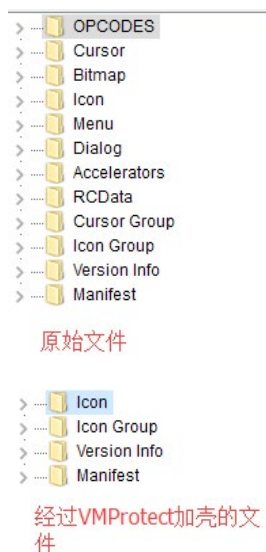 OPCODES
Cursor
Bitmap
Icon
Menu
Dialog
Accelerators
RCData
Cursor Group
Icon Group
Version Info
Manifest
原始文件
Icon
Icon Group
Version Info
Manifest
经过VMProtect加壳的文
件